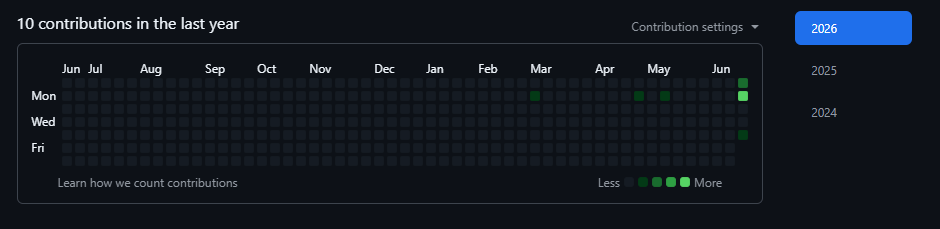 10 contributions in the last year
Contribution settings
2026
2025
2024
Jun Jul Aug Sep Oct Nov Dec Jan Feb Mar Apr May Jun
Mon
Wed
Fri
Learn how we count contributions
Less More